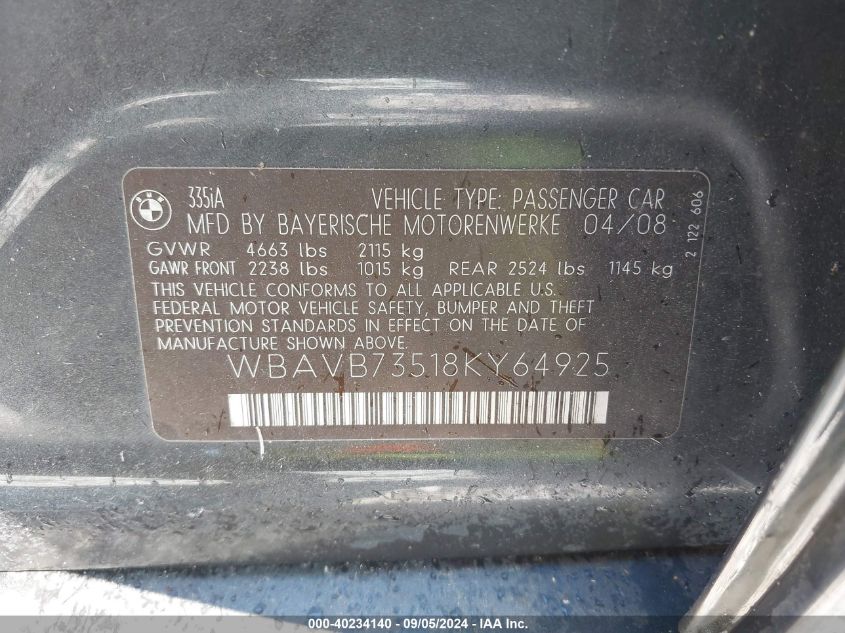 335iA VEHICLE TYPE: PASSENGER CAR
MFD BY BAYERISCHE MOTORENWERKE 04/08
GVWR 4663 lbs 2115 kg
GAWR FRONT 2238 lbs 1015 kg REAR 2524 lbs 1145 kg
THIS VEHICLE CONFORMS TO ALL APPLICABLE U.S.
FEDERAL MOTOR VEHICLE SAFETY, BUMPER AND THEFT
PREVENTION STANDARDS IN EFFECT ON THE DATE OF
MANUFACTURE SHOWN ABOVE.
WBAVB73518KY64925
2 122 606
BMW
100% - 40234140 - 09/05/2024 - IAA Inc.